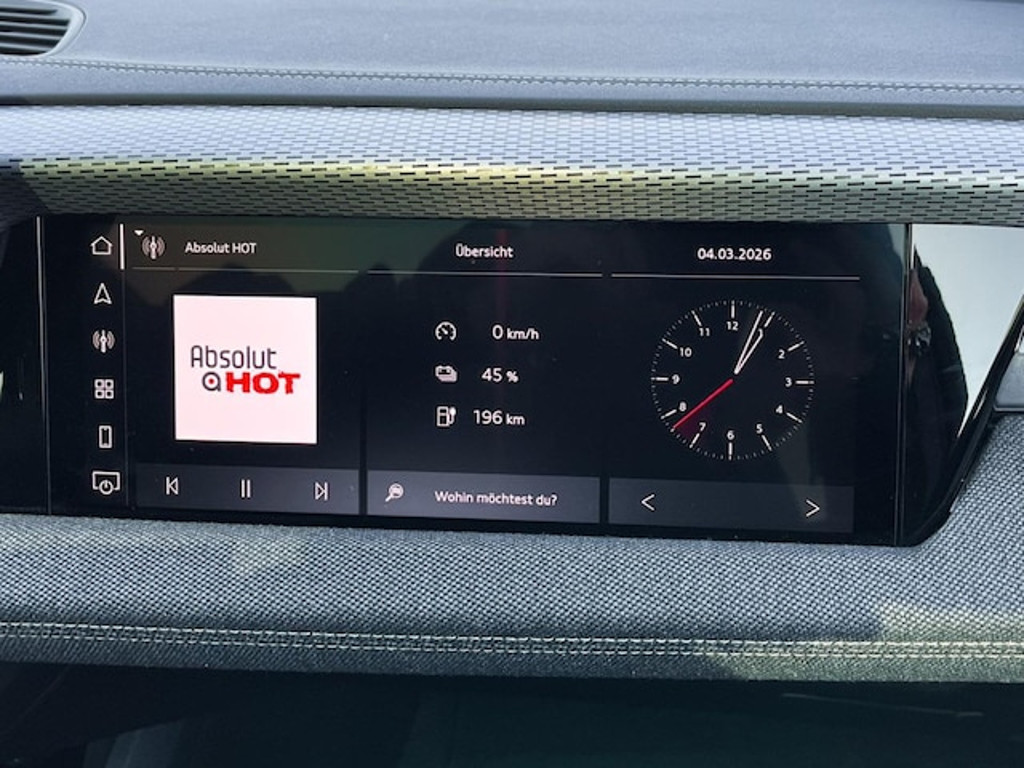 Absolut HOT
Übersicht
04.03.2026
Absolut
HOT
0 km/h
45 %
196 km
12
1
2
3
4
5
6
7
8
9
10
11
Wohin möchtest du?